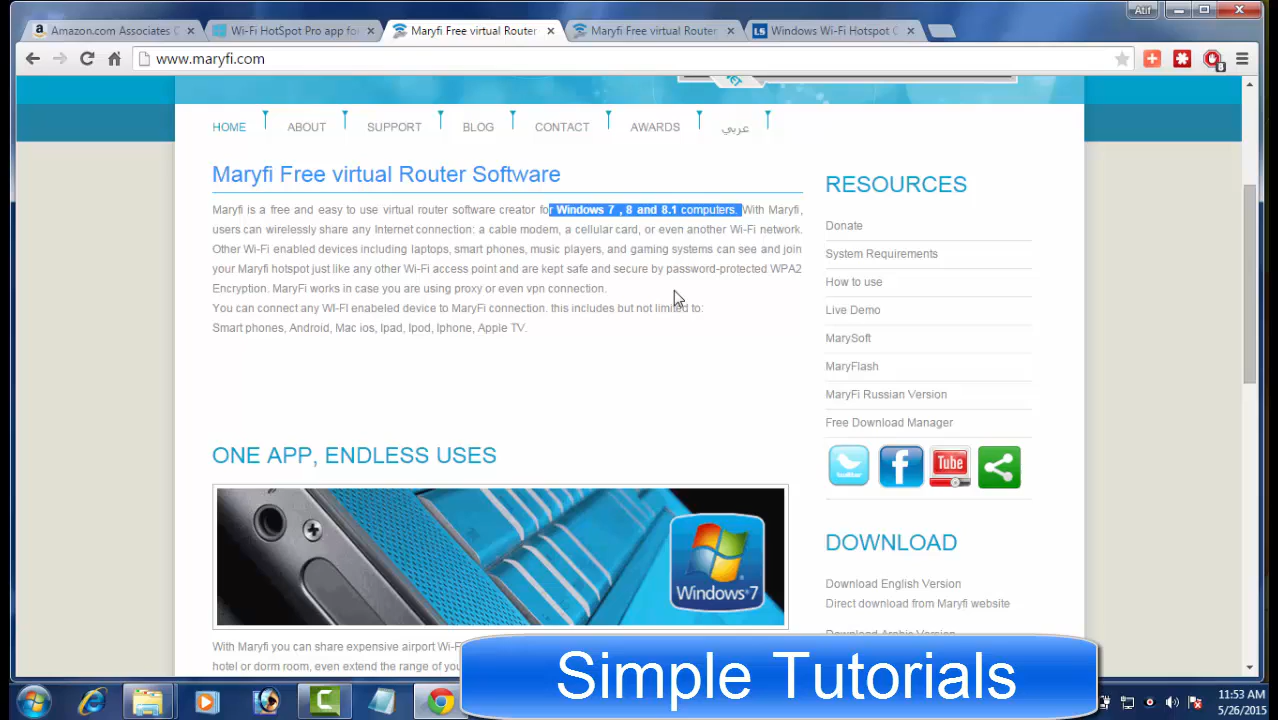 Atif
Amazon.com Associates C
Wi-Fi HotSpot Pro app fo
Maryfi Free virtual Router
Maryfi Free virtual Router
Windows Wi-Fi Hotspot C
www.maryfi.com
HOME
ABOUT
SUPPORT
BLOG
CONTACT
AWARDS
عربي
Maryfi Free virtual Router Software
Maryfi is a free and easy to use virtual router software creator for Windows 7 , 8 and 8.1 computers. With Maryfi,
users can wirelessly share any Internet connection: a cable modem, a cellular card, or even another Wi-Fi network.
Other Wi-Fi enabled devices including laptops, smart phones, music players, and gaming systems can see and join
your Maryfi hotspot just like any other Wi-Fi access point and are kept safe and secure by password-protected WPA2
Encryption. MaryFi works in case you are using proxy or even vpn connection.
You can connect any WI-FI enabeled device to MaryFi connection. this includes but not limited to:
Smart phones, Android, Mac ios, Ipad, Ipod, Iphone, Apple TV.
ONE APP, ENDLESS USES
Windows 7
With Maryfi you can share expensive airport Wi-F
hotel or dorm room, even extend the range of you
RESOURCES
Donate
System Requirements
How to use
Live Demo
MarySoft
MaryFlash
MaryFi Russian Version
Free Download Manager
twitter
f
Tube
DOWNLOAD
Download English Version
Direct download from Maryfi website
Download Arabic Version
Simple Tutorials
11:53 AM
5/26/2015